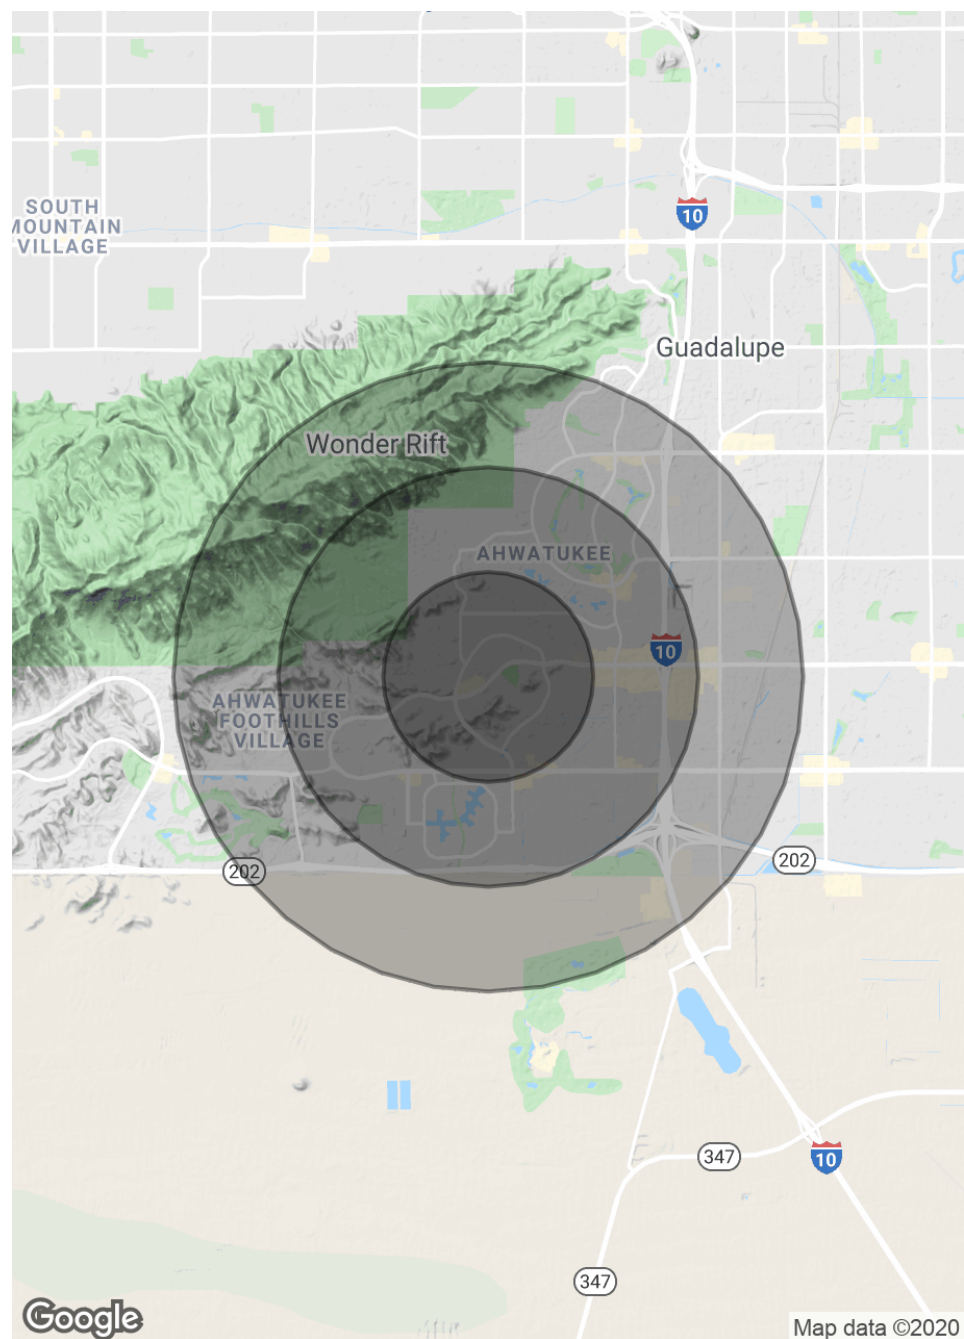 10
SOUTH
MOUNTAIN
VILLAGE
Guadalupe
Wonder Rift
AHWATUKEE
10
AHWATUKEE
FOOTHILLS
VILLAGE
202
202
347
10
347
Google
Map data ©2020